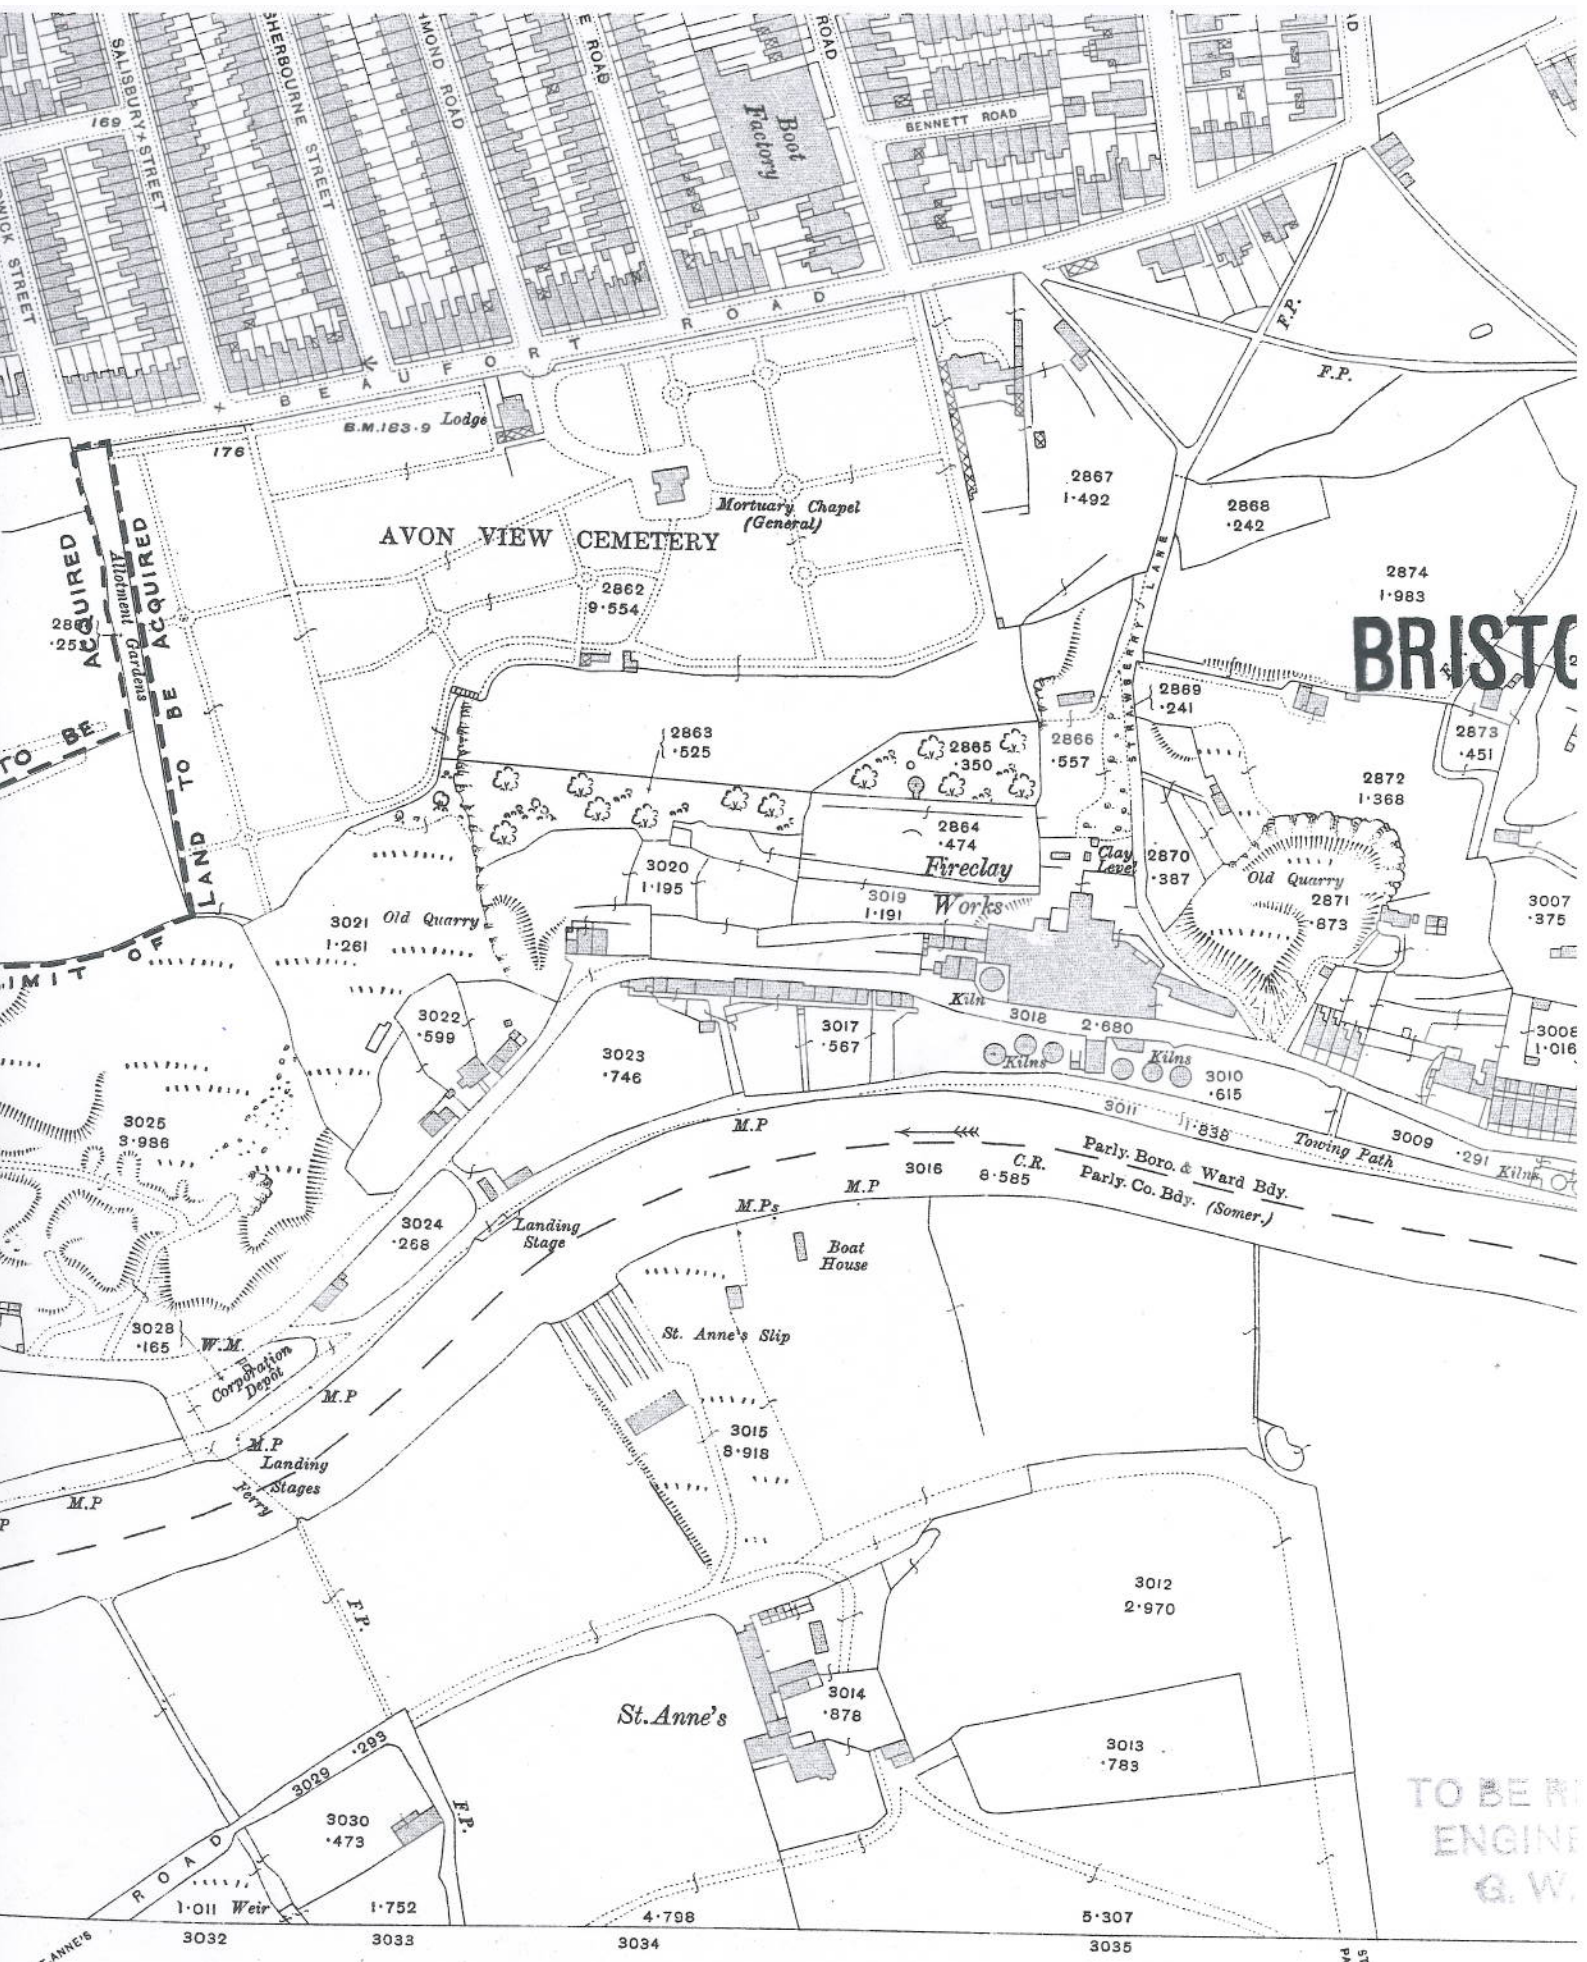 SALISBURY STREET
SHERBOURNE STREET
ROAD
ROAD
ROAD
169
Boot
Factory
BENNETT ROAD
STREET
BEAUFORT ROAD
F.P.
F.P.
B.M.183·9
Lodge
176
Mortuary Chapel
(General)
AVON VIEW CEMETERY
2862
9·554
2867
1·492
2868
·242
2874
1·983
ACQUIRED
Allotment Gardens
LAND TO BE ACQUIRED
TO BE
LIMIT OF
STRAWBERRY LANE
2863
·525
2865
·350
2866
·557
2869
·241
2873
·451
2872
1·368
2864
·474
Fireclay
Works
Clay
Level
2870
·387
Old Quarry
2871
·873
3007
·375
3020
1·195
3019
1·191
3021
1·261
Old Quarry
3022
·599
Kiln
3018
2·680
3017
·567
3008
1·016
3023
·746
Kilns
Kilns
3010
·615
3011
1·838
Towing Path
3009
·291
Kilns
3025
3·986
M.P
3016
C.R.
8·585
Parly. Boro. & Ward Bdy.
Parly. Co. Bdy. (Somer.)
M.P
M.Ps
3024
·268
Landing
Stage
Boat
House
3028
·165
W.M.
Corporation
Depôt
St. Anne's Slip
M.P
M.P
Landing
Stages
Ferry
M.P
3015
8·918
F.P.
3012
2·970
St. Anne's
3014
·878
3013
·783
3029
·293
3030
·473
F.P.
ROAD
1·011
Weir
1·752
4·798
5·307
3032
3033
3034
3035
TO BE
G. W.